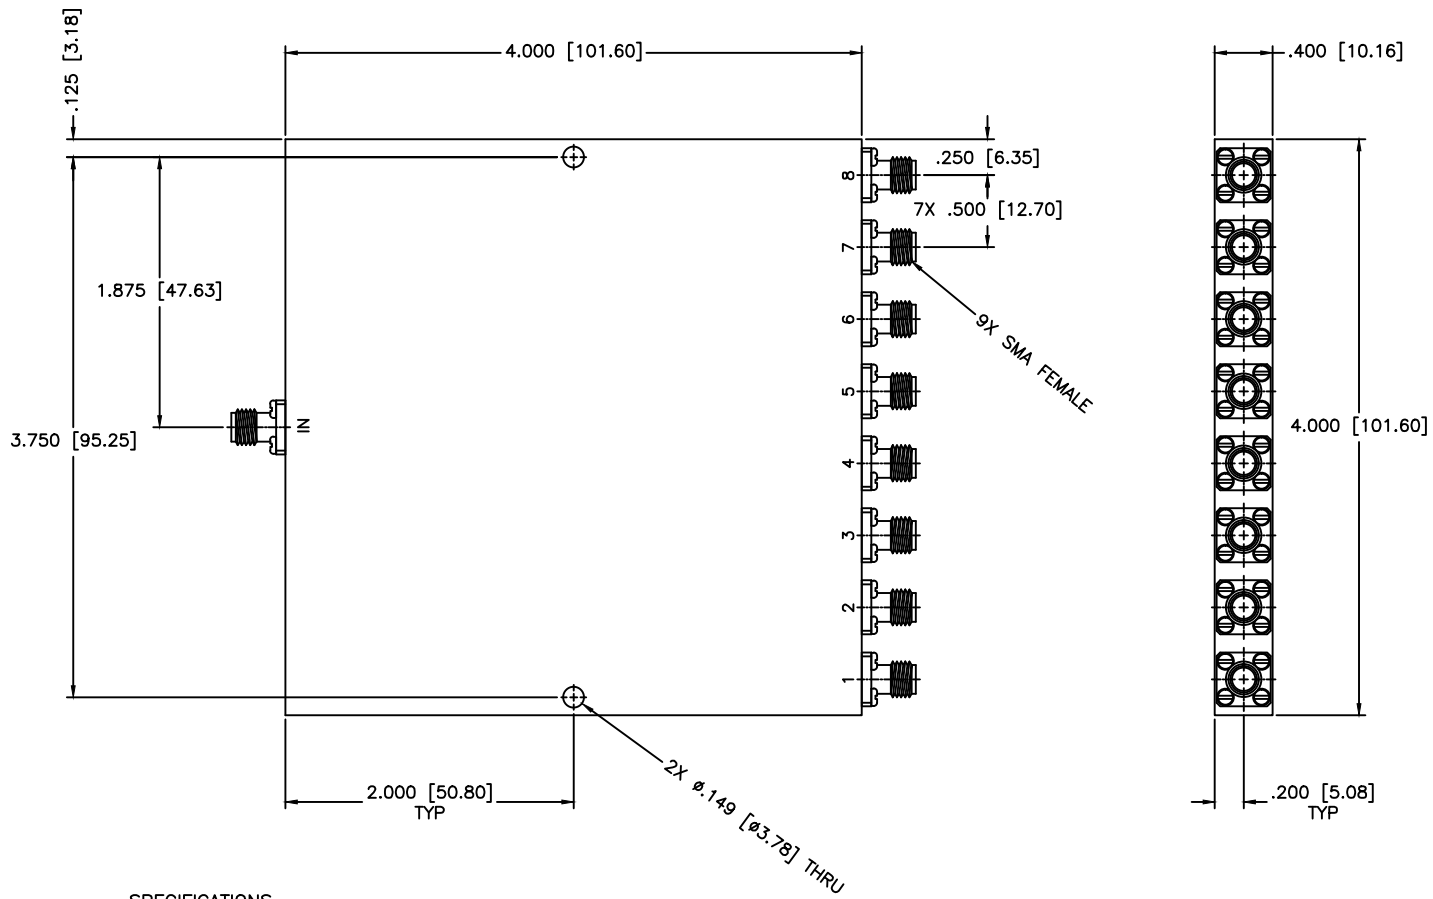 .125 [3.18]
4.000 [101.60]
.400 [10.16]
.250 [6.35]
7X .500 [12.70]
8
7
6
5
4
3
2
1
1.875 [47.63]
9X SMA FEMALE
IN
3.750 [95.25]
4.000 [101.60]
2.000 [50.80]
TYP
2X ø.149 [ø3.78] THRU
.200 [5.08]
TYP
SPECIFICATIONS